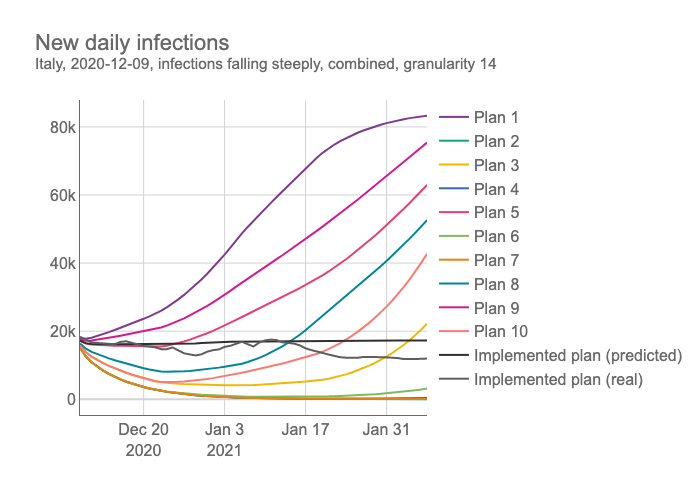 New daily infections
Italy, 2020-12-09, infections falling steeply, combined, granularity 14
80k
60k
40k
20k
0
Dec 20
2020
Jan 3
2021
Jan 17
Jan 31
Plan 1
Plan 2
Plan 3
Plan 4
Plan 5
Plan 6
Plan 7
Plan 8
Plan 9
Plan 10
Implemented plan (predicted)
Implemented plan (real)